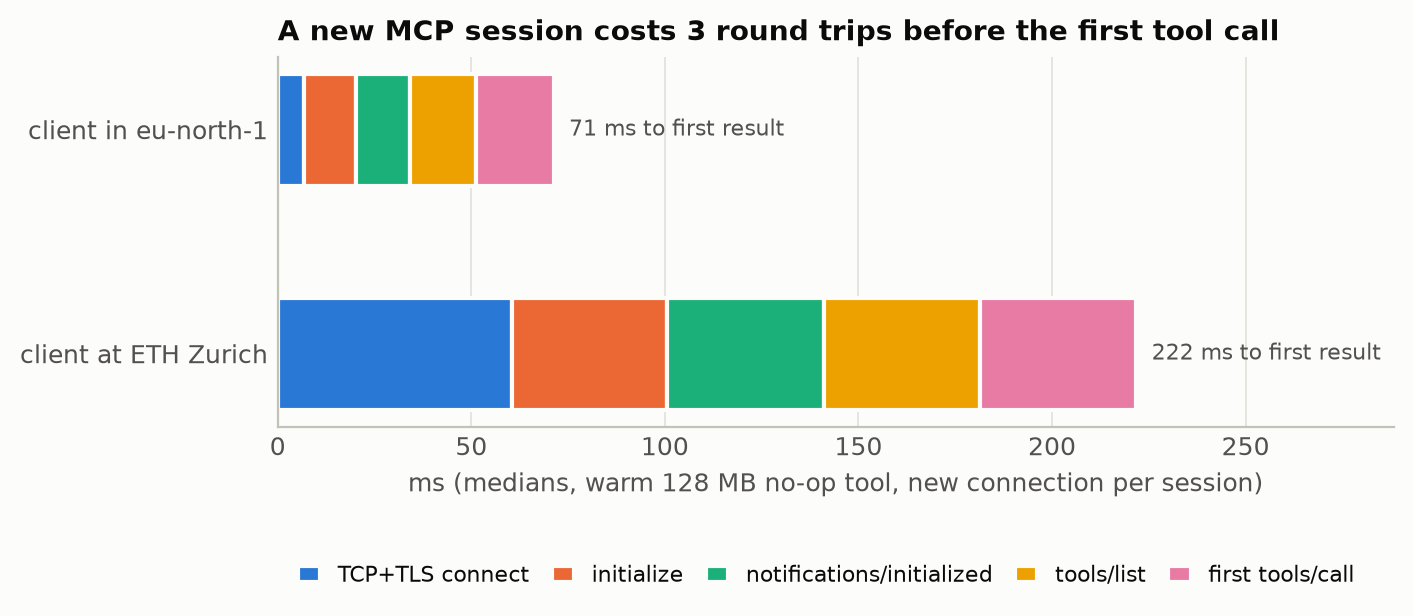 A new MCP session costs 3 round trips before the first tool call
client in eu-north-1
71 ms to first result
client at ETH Zurich
222 ms to first result
0 50 100 150 200 250
ms (medians, warm 128 MB no-op tool, new connection per session)
TCP+TLS connect initialize notifications/initialized tools/list first tools/call